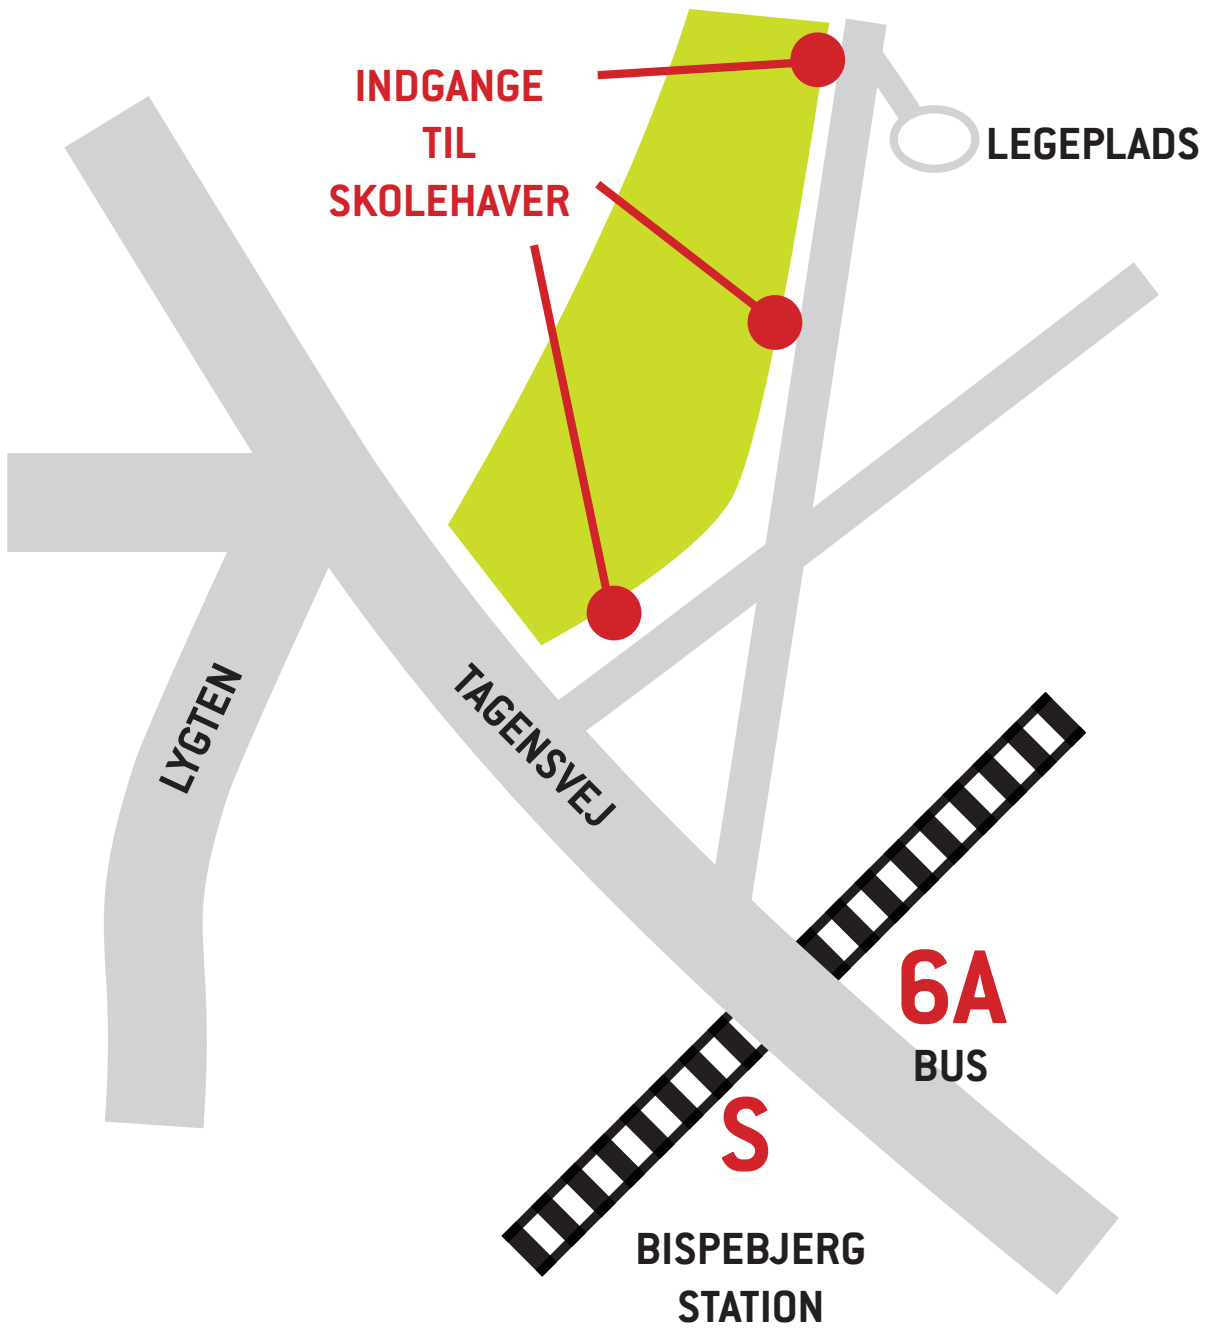 INDGANGE
TIL
SKOLEHAVER
LEGEPLADS
LYGTEN
TAGENSVEJ
6A
BUS
S
BISPEBJERG
STATION